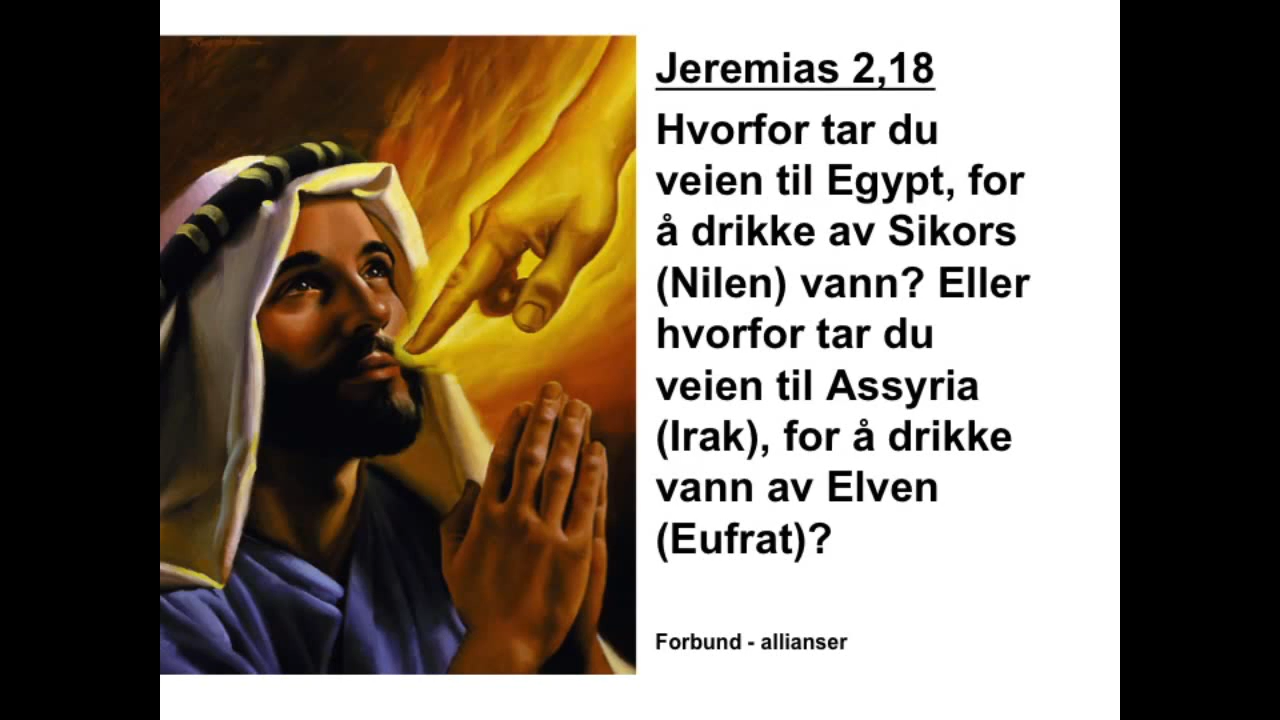 Jeremias 2,18
Hvorfor tar du
veien til Egypt, for
å drikke av Sikors
(Nilen) vann? Eller
hvorfor tar du
veien til Assyria
(Irak), for å drikke
vann av Elven
(Eufrat)?
Forbund - allianser